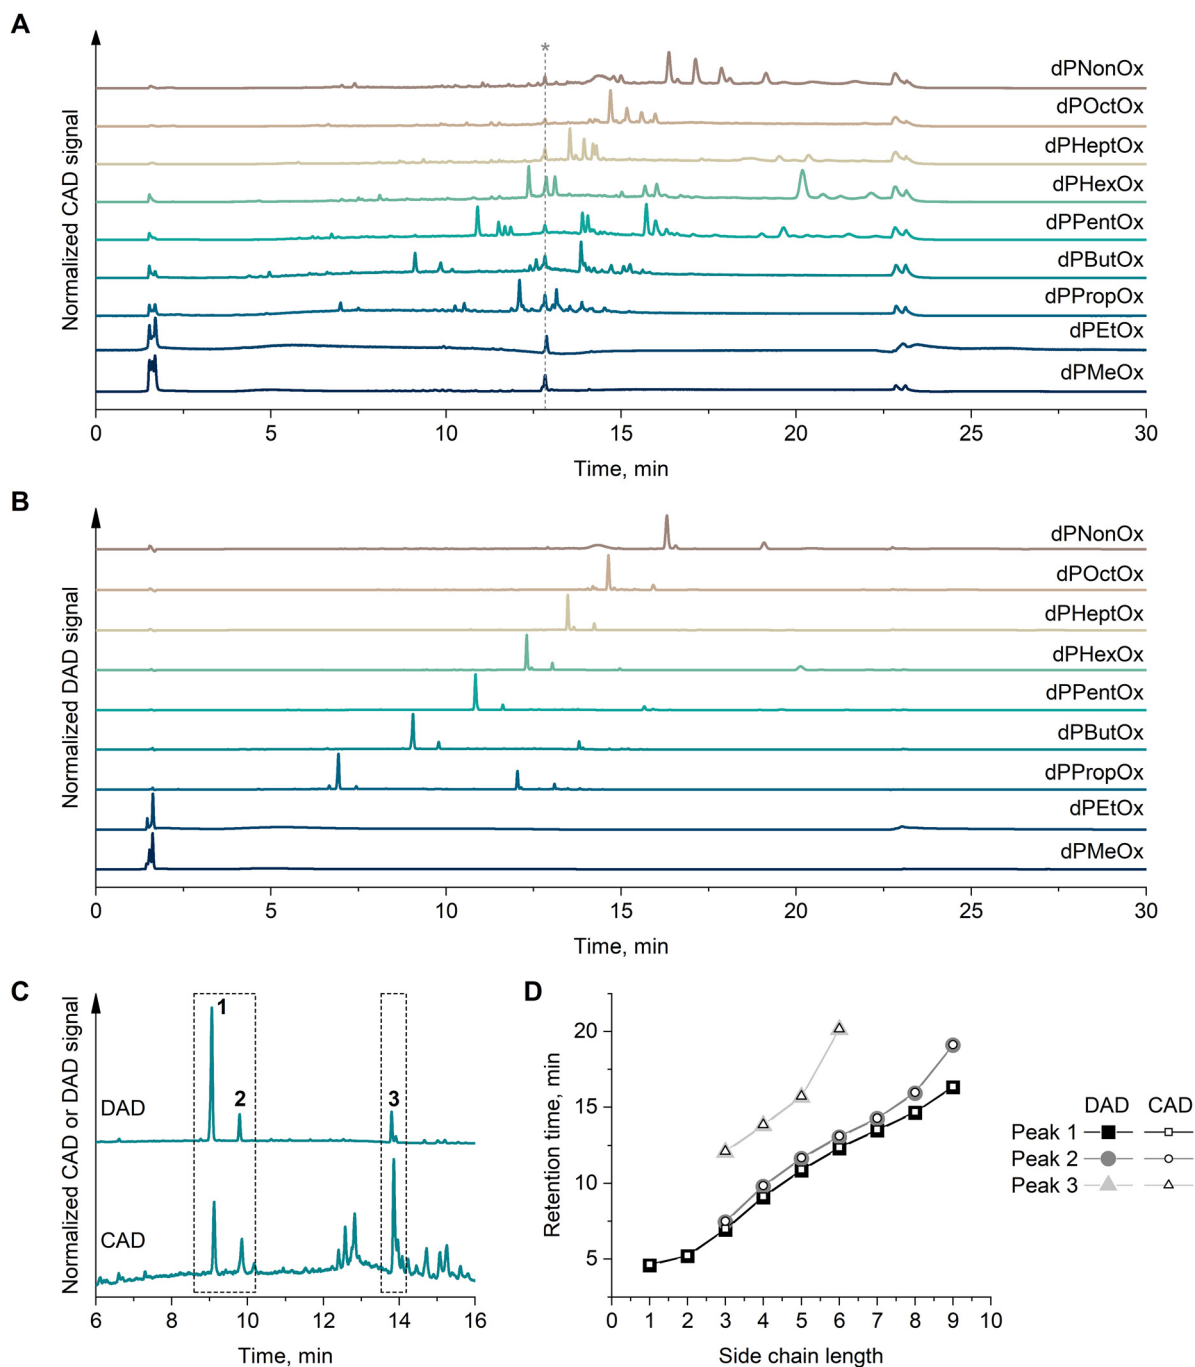 A
*
Normalized CAD signal
dPNonOx
dPOctOx
dPHeptOx
dPHexOx
dPPentOx
dPButOx
dPPropOx
dPEtOx
dPMeOx
0 5 10 15 20 25 30
Time, min
B
Normalized DAD signal
dPNonOx
dPOctOx
dPHeptOx
dPHexOx
dPPentOx
dPButOx
dPPropOx
dPEtOx
dPMeOx
0 5 10 15 20 25 30
Time, min
C
Normalized CAD or DAD signal
1
2
3
DAD
CAD
6 8 10 12 14 16
Time, min
D
Retention time, min
20
15
10
5
0 1 2 3 4 5 6 7 8 9 10
Side chain length
DAD CAD
Peak 1
Peak 2
Peak 3